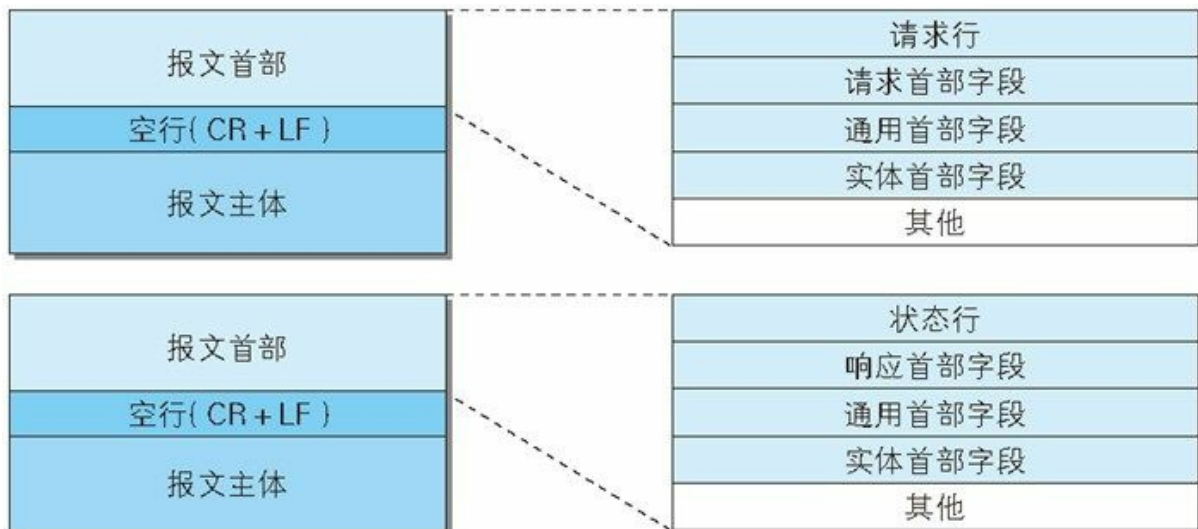 报文首部
空行( CR + LF )
报文主体
请求行
请求首部字段
通用首部字段
实体首部字段
其他
报文首部
空行( CR + LF )
报文主体
状态行
响应首部字段
通用首部字段
实体首部字段
其他